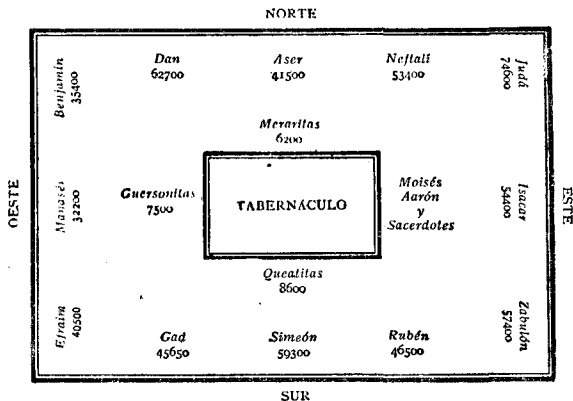 NORTE
Dan
62700
Aser
41500
Neftalí
53400
Benjamín
35400
Judá
74600
Meraritas
6200
OESTE
Manasés
32200
Guersonitas
7500
TABERNÁCULO
Moisés
Aarón
y
Sacerdotes
Isacar
54400
ESTE
Queatitas
8600
Efraim
40500
Gad
45650
Simeón
59300
Rubén
46500
Zabulón
57400
SUR